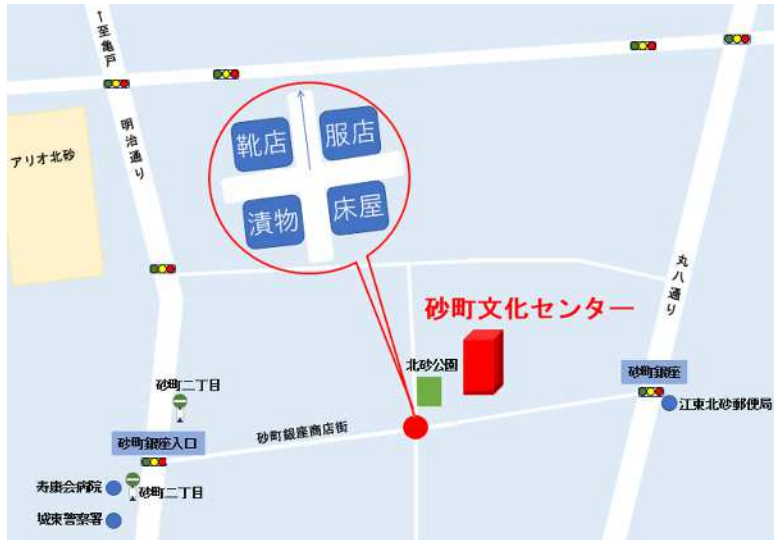 ↑至亀戸
明治通り
アリオ北砂
靴店
服店
漬物
床屋
丸八通り
砂町文化センター
北砂公園
砂町銀座
江東北砂郵便局
砂町二丁目
砂町銀座商店街
砂町銀座入口
寿康会病院
砂町二丁目
城東警察署